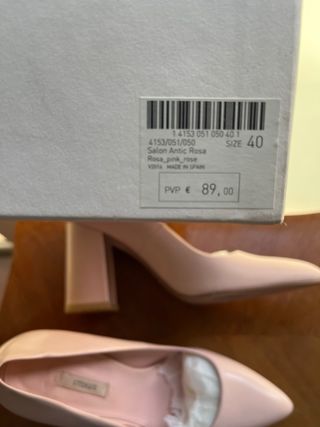 1 4153 051 050 40 1
4153/051/050 SIZE 40
Salon Antic Rosa
Rosa_pink_rose
MADE IN SPAIN
PVP € 89,00